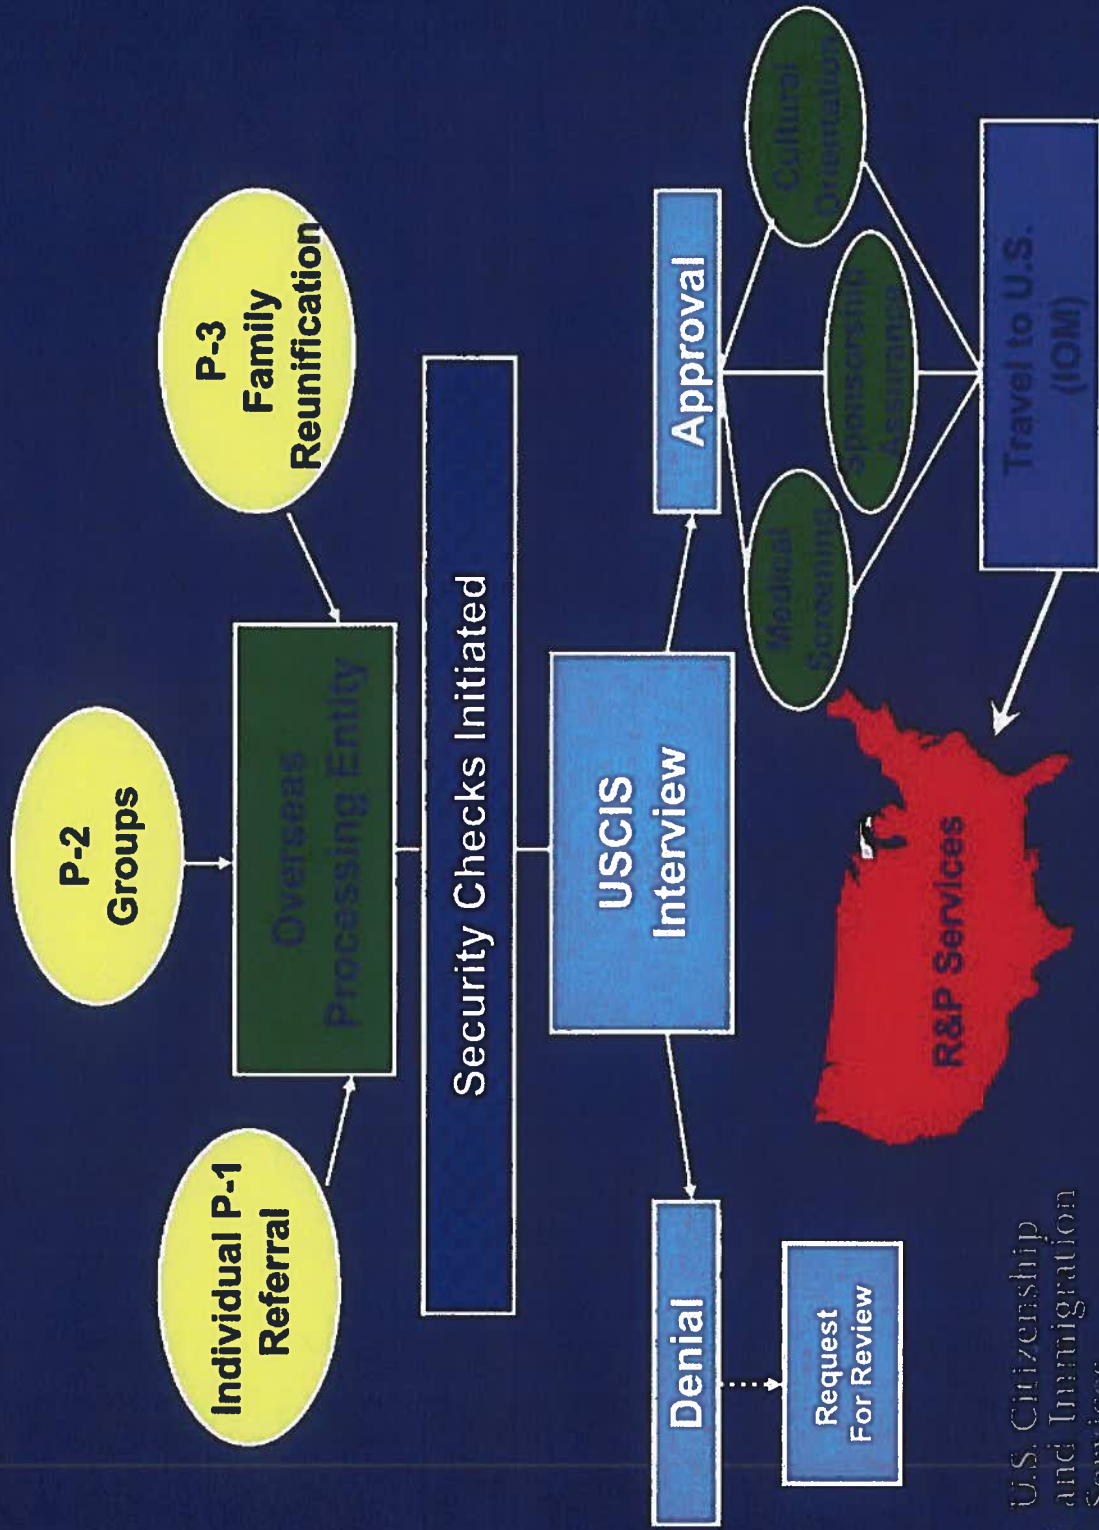 P-2
Groups
Individual P-1
Referral
P-3
Family
Reunification
Overseas
Processing Entity
Security Checks Initiated
USCIS
Interview
Denial
Approval
Request
For Review
Medical
Screening
Sponsorship
Assurance
Cultural
Orientation
R&P Services
Travel to U.S.
(IOM)
U.S. Citizenship
and Immigration
Services